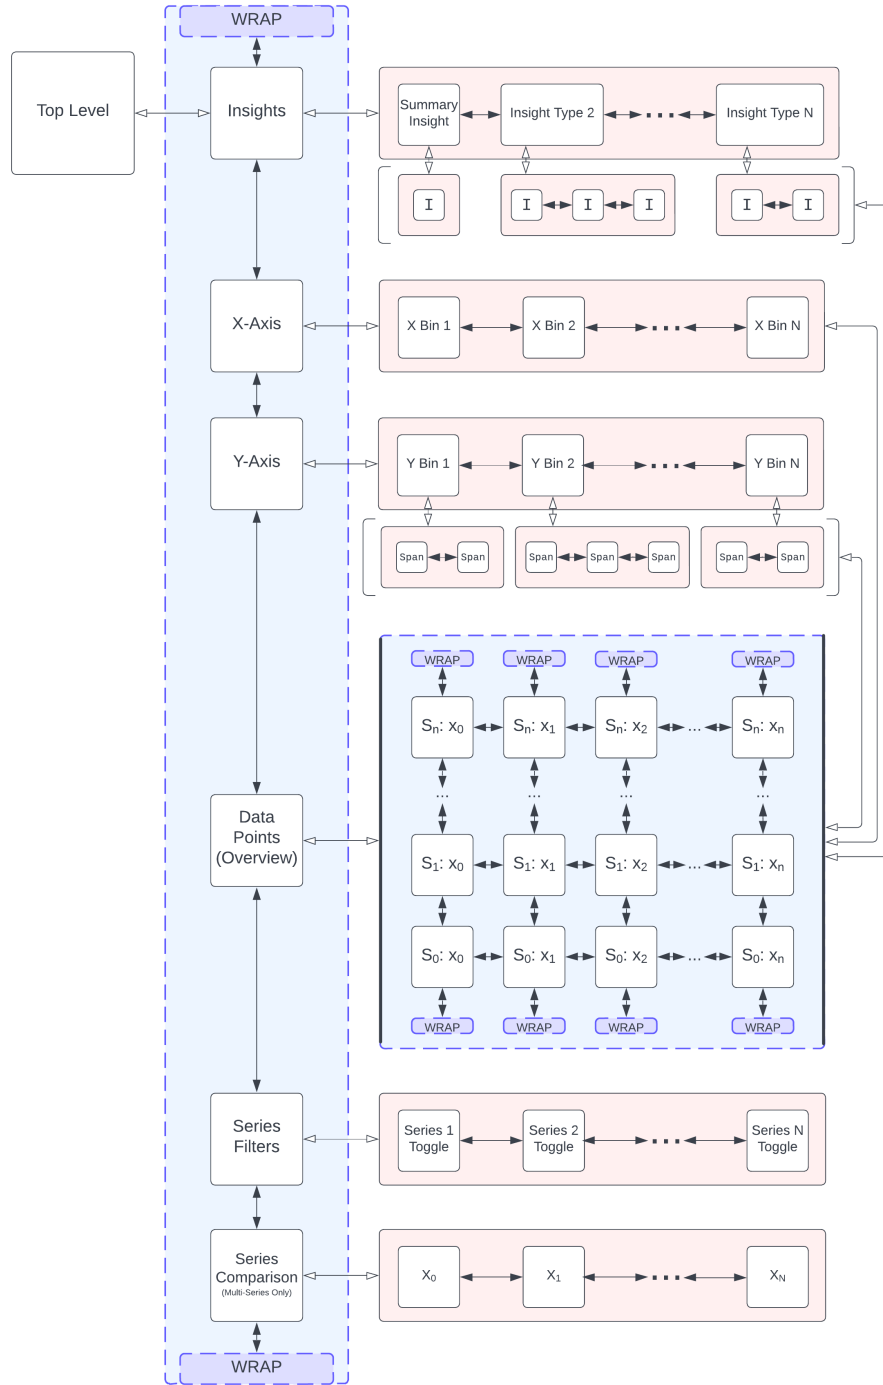 WRAP
Top Level
Insights
Summary
Insight
Insight Type 2
Insight Type N
I
I
I
I
I
I
X-Axis
X Bin 1
X Bin 2
X Bin N
Y-Axis
Y Bin 1
Y Bin 2
Y Bin N
Span
Span
Span
Span
Span
Span
Span
WRAP
WRAP
WRAP
WRAP
Sₙ: x₀
Sₙ: x₁
Sₙ: x₂
...
Sₙ: xₙ
...
...
...
...
Data
Points
(Overview)
S₁: x₀
S₁: x₁
S₁: x₂
...
S₁: xₙ
S₀: x₀
S₀: x₁
S₀: x₂
...
S₀: xₙ
WRAP
WRAP
WRAP
WRAP
Series
Filters
Series 1
Toggle
Series 2
Toggle
Series N
Toggle
Series
Comparison
(Multi-Series Only)
X₀
X₁
X_N
WRAP